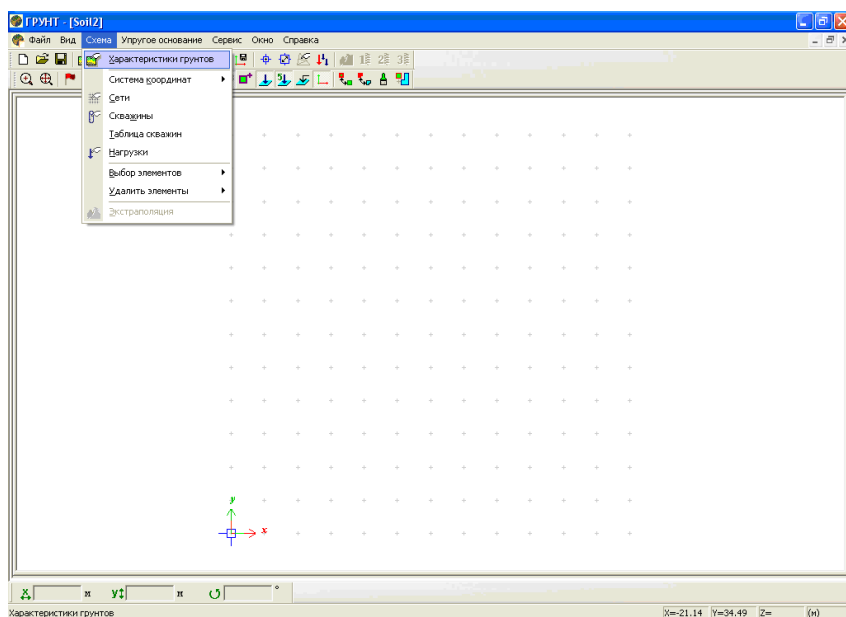 ГРУНТ - [Soil2]
Файл Вид Схема Упругое основание Сервис Окно Справка
Характеристики грунтов
Система координат
Сети
Скважины
Таблица скважин
Нагрузки
Выбор элементов
Удалить элементы
Экстраполяция
y
x
X м y м °
Характеристики грунтов X=-21.14 Y=34.49 Z= (м)